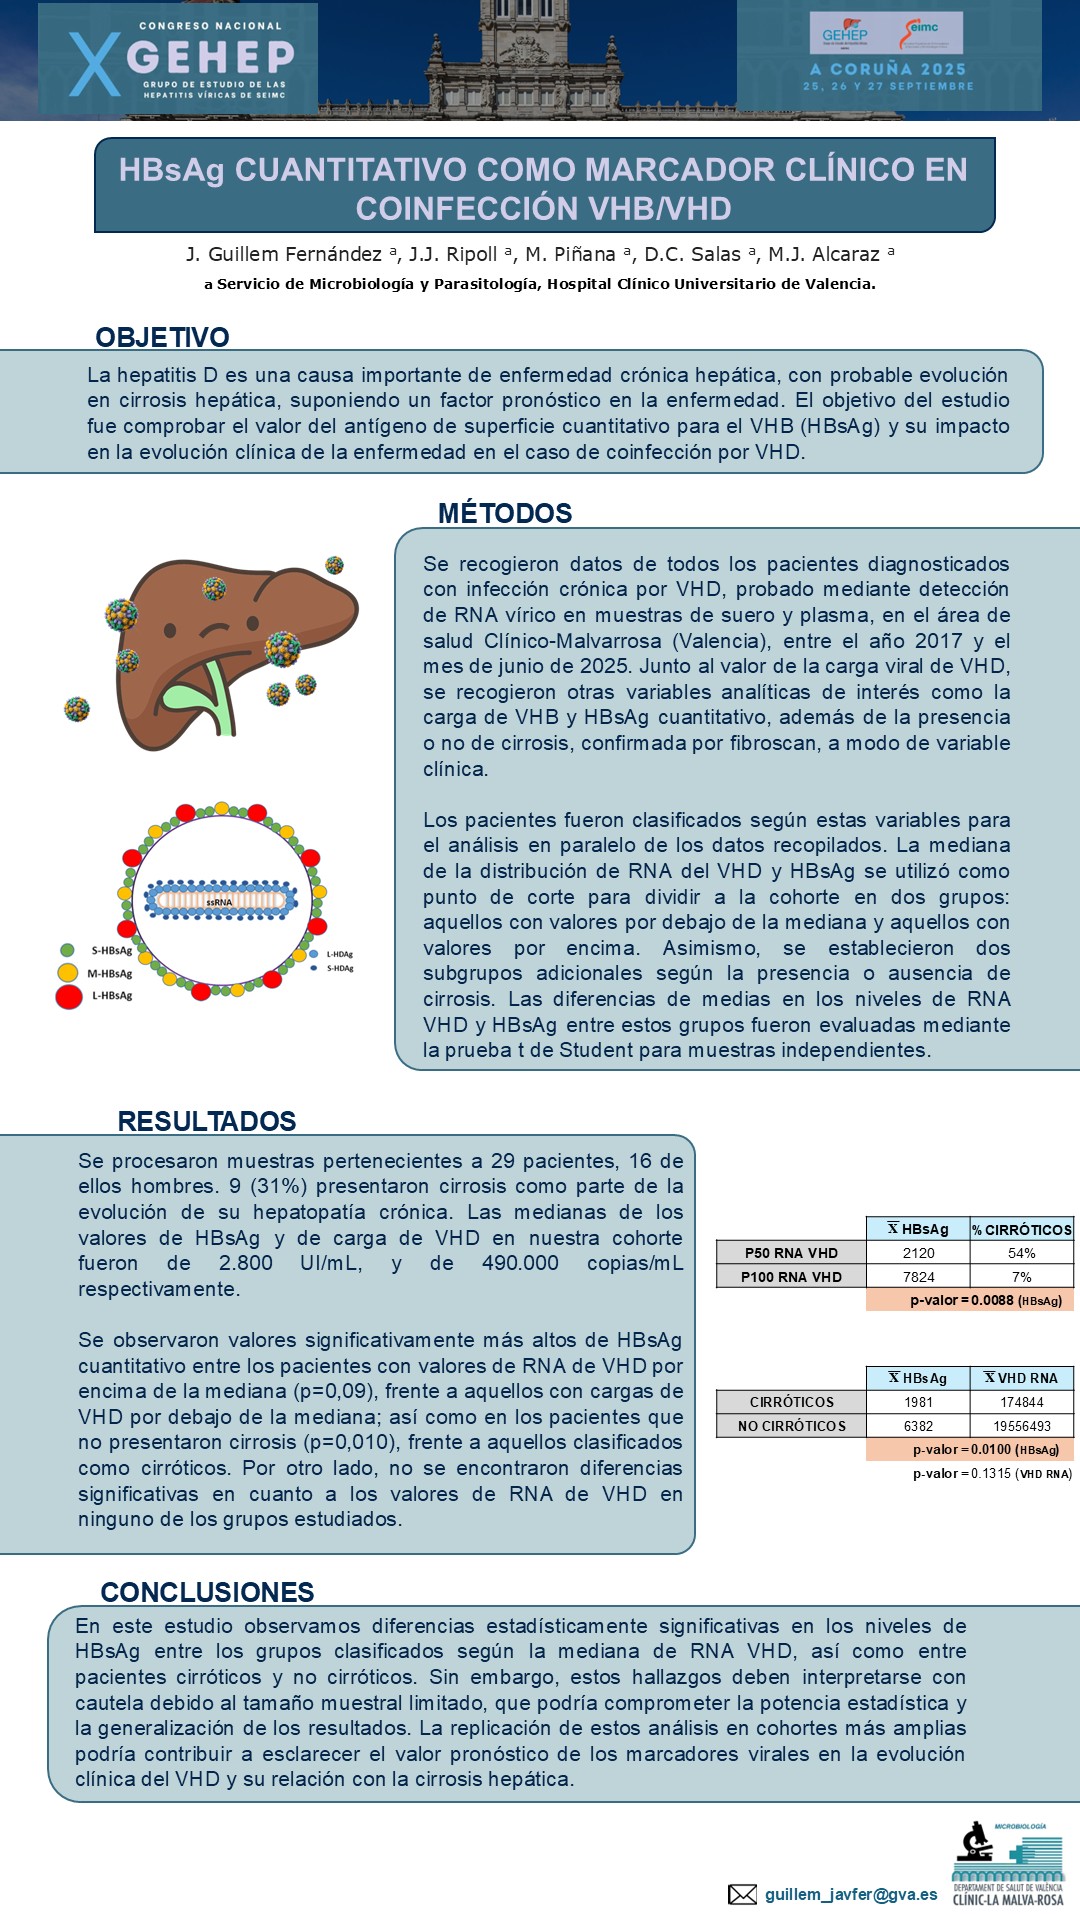 CONGRESO NACIONAL
X GEHEP
GRUPO DE ESTUDIO DE LAS
HEPATITIS VÍRICAS DE SEIMC
GEHEP
Seimc
A CORUÑA 2025
25, 26 Y 27 SEPTIEMBRE
HBsAg CUANTITATIVO COMO MARCADOR CLÍNICO EN
COINFECCIÓN VHB/VHD
J. Guillem Fernández ª, J.J. Ripoll ª, M. Piñana ª, D.C. Salas ª, M.J. Alcaraz ª
a Servicio de Microbiología y Parasitología, Hospital Clínico Universitario de Valencia.
OBJETIVO
La hepatitis D es una causa importante de enfermedad crónica hepática, con probable evolución
en cirrosis hepática, suponiendo un factor pronóstico en la enfermedad. El objetivo del estudio
fue comprobar el valor del antígeno de superficie cuantitativo para el VHB (HBsAg) y su impacto
en la evolución clínica de la enfermedad en el caso de coinfección por VHD.
MÉTODOS
Se recogieron datos de todos los pacientes diagnosticados
con infección crónica por VHD, probado mediante detección
de RNA vírico en muestras de suero y plasma, en el área de
salud Clínico-Malvarrosa (Valencia), entre el año 2017 y el
mes de junio de 2025. Junto al valor de la carga viral de VHD,
se recogieron otras variables analíticas de interés como la
carga de VHB y HBsAg cuantitativo, además de la presencia
o no de cirrosis, confirmada por fibroscan, a modo de variable
clínica.
Los pacientes fueron clasificados según estas variables para
el análisis en paralelo de los datos recopilados. La mediana
de la distribución de RNA del VHD y HBsAg se utilizó como
punto de corte para dividir a la cohorte en dos grupos:
aquellos con valores por debajo de la mediana y aquellos con
valores por encima. Asimismo, se establecieron dos
subgrupos adicionales según la presencia o ausencia de
cirrosis. Las diferencias de medias en los niveles de RNA
VHD y HBsAg entre estos grupos fueron evaluadas mediante
la prueba t de Student para muestras independientes.
ssRNA
S-HBsAg
M-HBsAg
L-HBsAg
L-HDAg
S-HDAg
RESULTADOS
Se procesaron muestras pertenecientes a 29 pacientes, 16 de
ellos hombres. 9 (31%) presentaron cirrosis como parte de la
evolución de su hepatopatía crónica. Las medianas de los
valores de HBsAg y de carga de VHD en nuestra cohorte
fueron de 2.800 UI/mL, y de 490.000 copias/mL
respectivamente.
Se observaron valores significativamente más altos de HBsAg
cuantitativo entre los pacientes con valores de RNA de VHD por
encima de la mediana (p=0,09), frente a aquellos con cargas de
VHD por debajo de la mediana; así como en los pacientes que
no presentaron cirrosis (p=0,010), frente a aquellos clasificados
como cirróticos. Por otro lado, no se encontraron diferencias
significativas en cuanto a los valores de RNA de VHD en
ninguno de los grupos estudiados.
X̅ HBsAg % CIRRÓTICOS
P50 RNA VHD 2120 54%
P100 RNA VHD 7824 7%
p-valor = 0.0088 (HBsAg)
X̅ HBsAg X̅ VHD RNA
CIRRÓTICOS 1981 174844
NO CIRRÓTICOS 6382 19556493
p-valor = 0.0100 (HBsAg)
p-valor = 0.1315 (VHD RNA)
CONCLUSIONES
En este estudio observamos diferencias estadísticamente significativas en los niveles de
HBsAg entre los grupos clasificados según la mediana de RNA VHD, así como entre
pacientes cirróticos y no cirróticos. Sin embargo, estos hallazgos deben interpretarse con
cautela debido al tamaño muestral limitado, que podría comprometer la potencia estadística y
la generalización de los resultados. La replicación de estos análisis en cohortes más amplias
podría contribuir a esclarecer el valor pronóstico de los marcadores virales en la evolución
clínica del VHD y su relación con la cirrosis hepática.
MICROBIOLOGÍA
DEPARTAMENT DE SALUT DE VALÈNCIA
CLÍNIC-LA MALVA-ROSA
guillem_javfer@gva.es